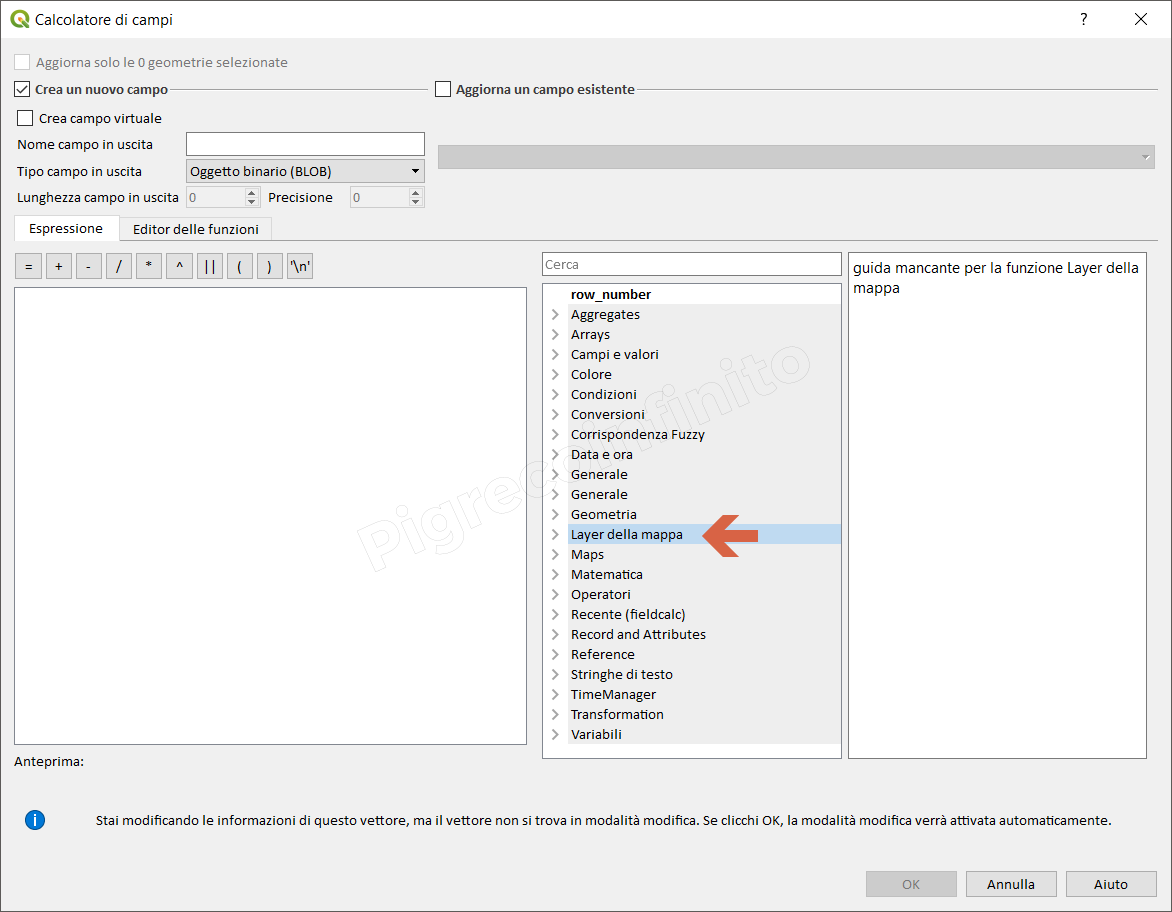 Calcolatore di campi
?
Aggiorna solo le 0 geometrie selezionate
Crea un nuovo campo
Aggiorna un campo esistente
Crea campo virtuale
Nome campo in uscita
Tipo campo in uscita
Oggetto binario (BLOB)
Lunghezza campo in uscita
0
Precisione
0
Espressione
Editor delle funzioni
= + - / * ^ || ( ) '\n'
Cerca
row_number
Aggregates
Arrays
Campi e valori
Colore
Condizioni
Conversioni
Corrispondenza Fuzzy
Data e ora
Generale
Generale
Geometria
Layer della mappa
Maps
Matematica
Operatori
Recente (fieldcalc)
Record and Attributes
Reference
Stringhe di testo
TimeManager
Transformation
Variabili
guida mancante per la funzione Layer della
mappa
Pigrecoinfinito
Anteprima:
Stai modificando le informazioni di questo vettore, ma il vettore non si trova in modalità modifica. Se clicchi OK, la modalità modifica verrà attivata automaticamente.
OK
Annulla
Aiuto